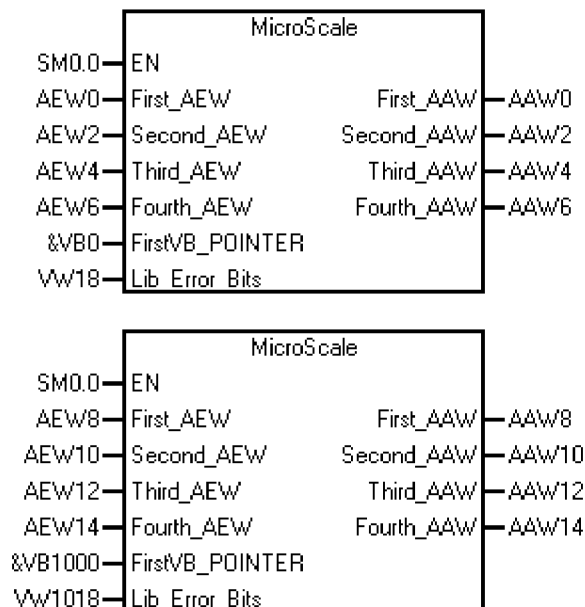 MicroScale
SM0.0 EN
AEW0 First_AEW First_AAW AAW0
AEW2 Second_AEW Second_AAW AAW2
AEW4 Third_AEW Third_AAW AAW4
AEW6 Fourth_AEW Fourth_AAW AAW6
&VB0 FirstVB_POINTER
VW18 Lib_Error_Bits
MicroScale
SM0.0 EN
AEW8 First_AEW First_AAW AAW8
AEW10 Second_AEW Second_AAW AAW10
AEW12 Third_AEW Third_AAW AAW12
AEW14 Fourth_AEW Fourth_AAW AAW14
&VB1000 FirstVB_POINTER
VW1018 Lib_Error_Bits